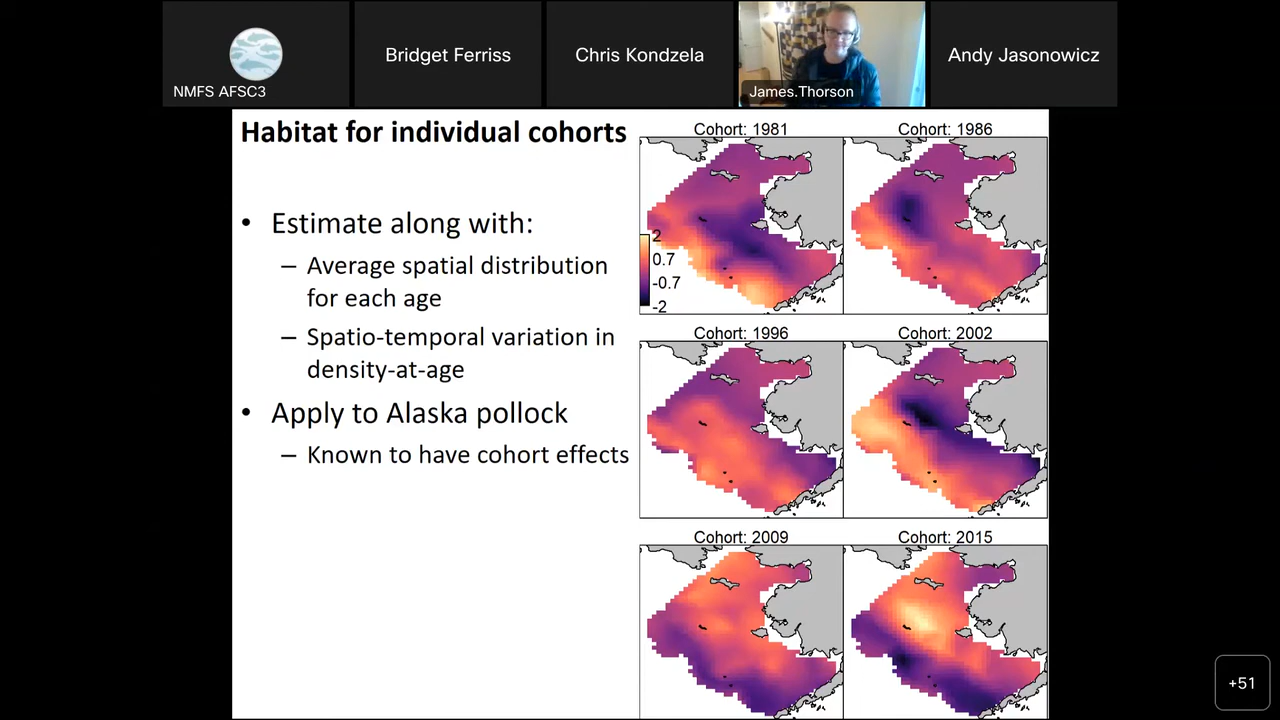 NMFS AFSC3
Bridget Ferriss
Chris Kondzela
James.Thorson
Andy Jasonowicz
Habitat for individual cohorts
• Estimate along with:
– Average spatial distribution
for each age
– Spatio-temporal variation in
density-at-age
• Apply to Alaska pollock
– Known to have cohort effects
Cohort: 1981
Cohort: 1986
2
0.7
-0.7
-2
Cohort: 1996
Cohort: 2002
Cohort: 2009
Cohort: 2015
+51